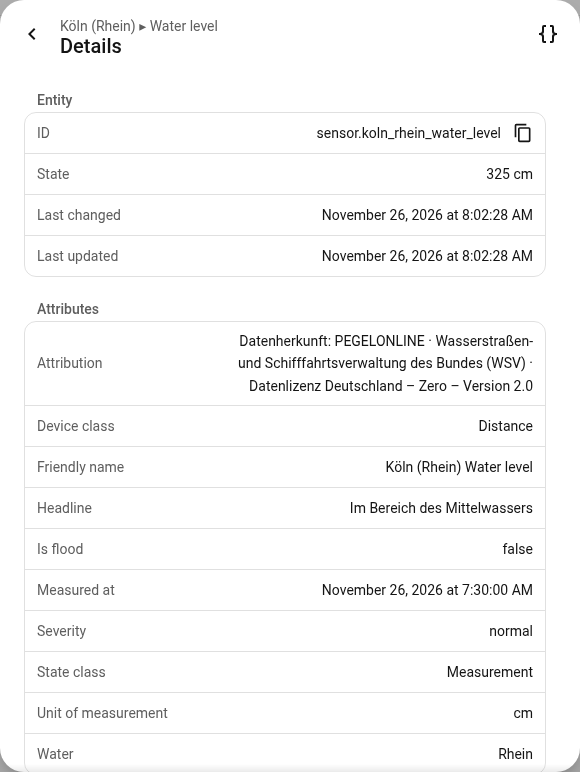 Köln (Rhein) ▸ Water level
Details
Entity
ID sensor.koln_rhein_water_level
State 325 cm
Last changed November 26, 2026 at 8:02:28 AM
Last updated November 26, 2026 at 8:02:28 AM
Attributes
Attribution Datenherkunft: PEGELONLINE · Wasserstraßen-
und Schifffahrtsverwaltung des Bundes (WSV) ·
Datenlizenz Deutschland – Zero – Version 2.0
Device class Distance
Friendly name Köln (Rhein) Water level
Headline Im Bereich des Mittelwassers
Is flood false
Measured at November 26, 2026 at 7:30:00 AM
Severity normal
State class Measurement
Unit of measurement cm
Water Rhein